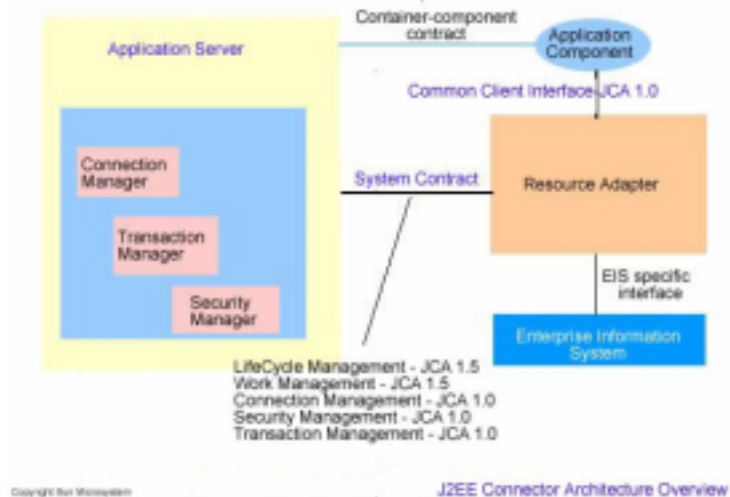 Container-component
contract
Application Server
Application
Component
Common Client Interface-JCA 1.0
Connection
Manager
System Contract
Resource Adapter
Transaction
Manager
EIS specific
interface
Security
Manager
Enterprise Information
System
LifeCycle Management - JCA 1.5
Work Management - JCA 1.5
Connection Management - JCA 1.0
Security Management - JCA 1.0
Transaction Management - JCA 1.0
Copyright Sun Microsystem
J2EE Connector Architecture Overview